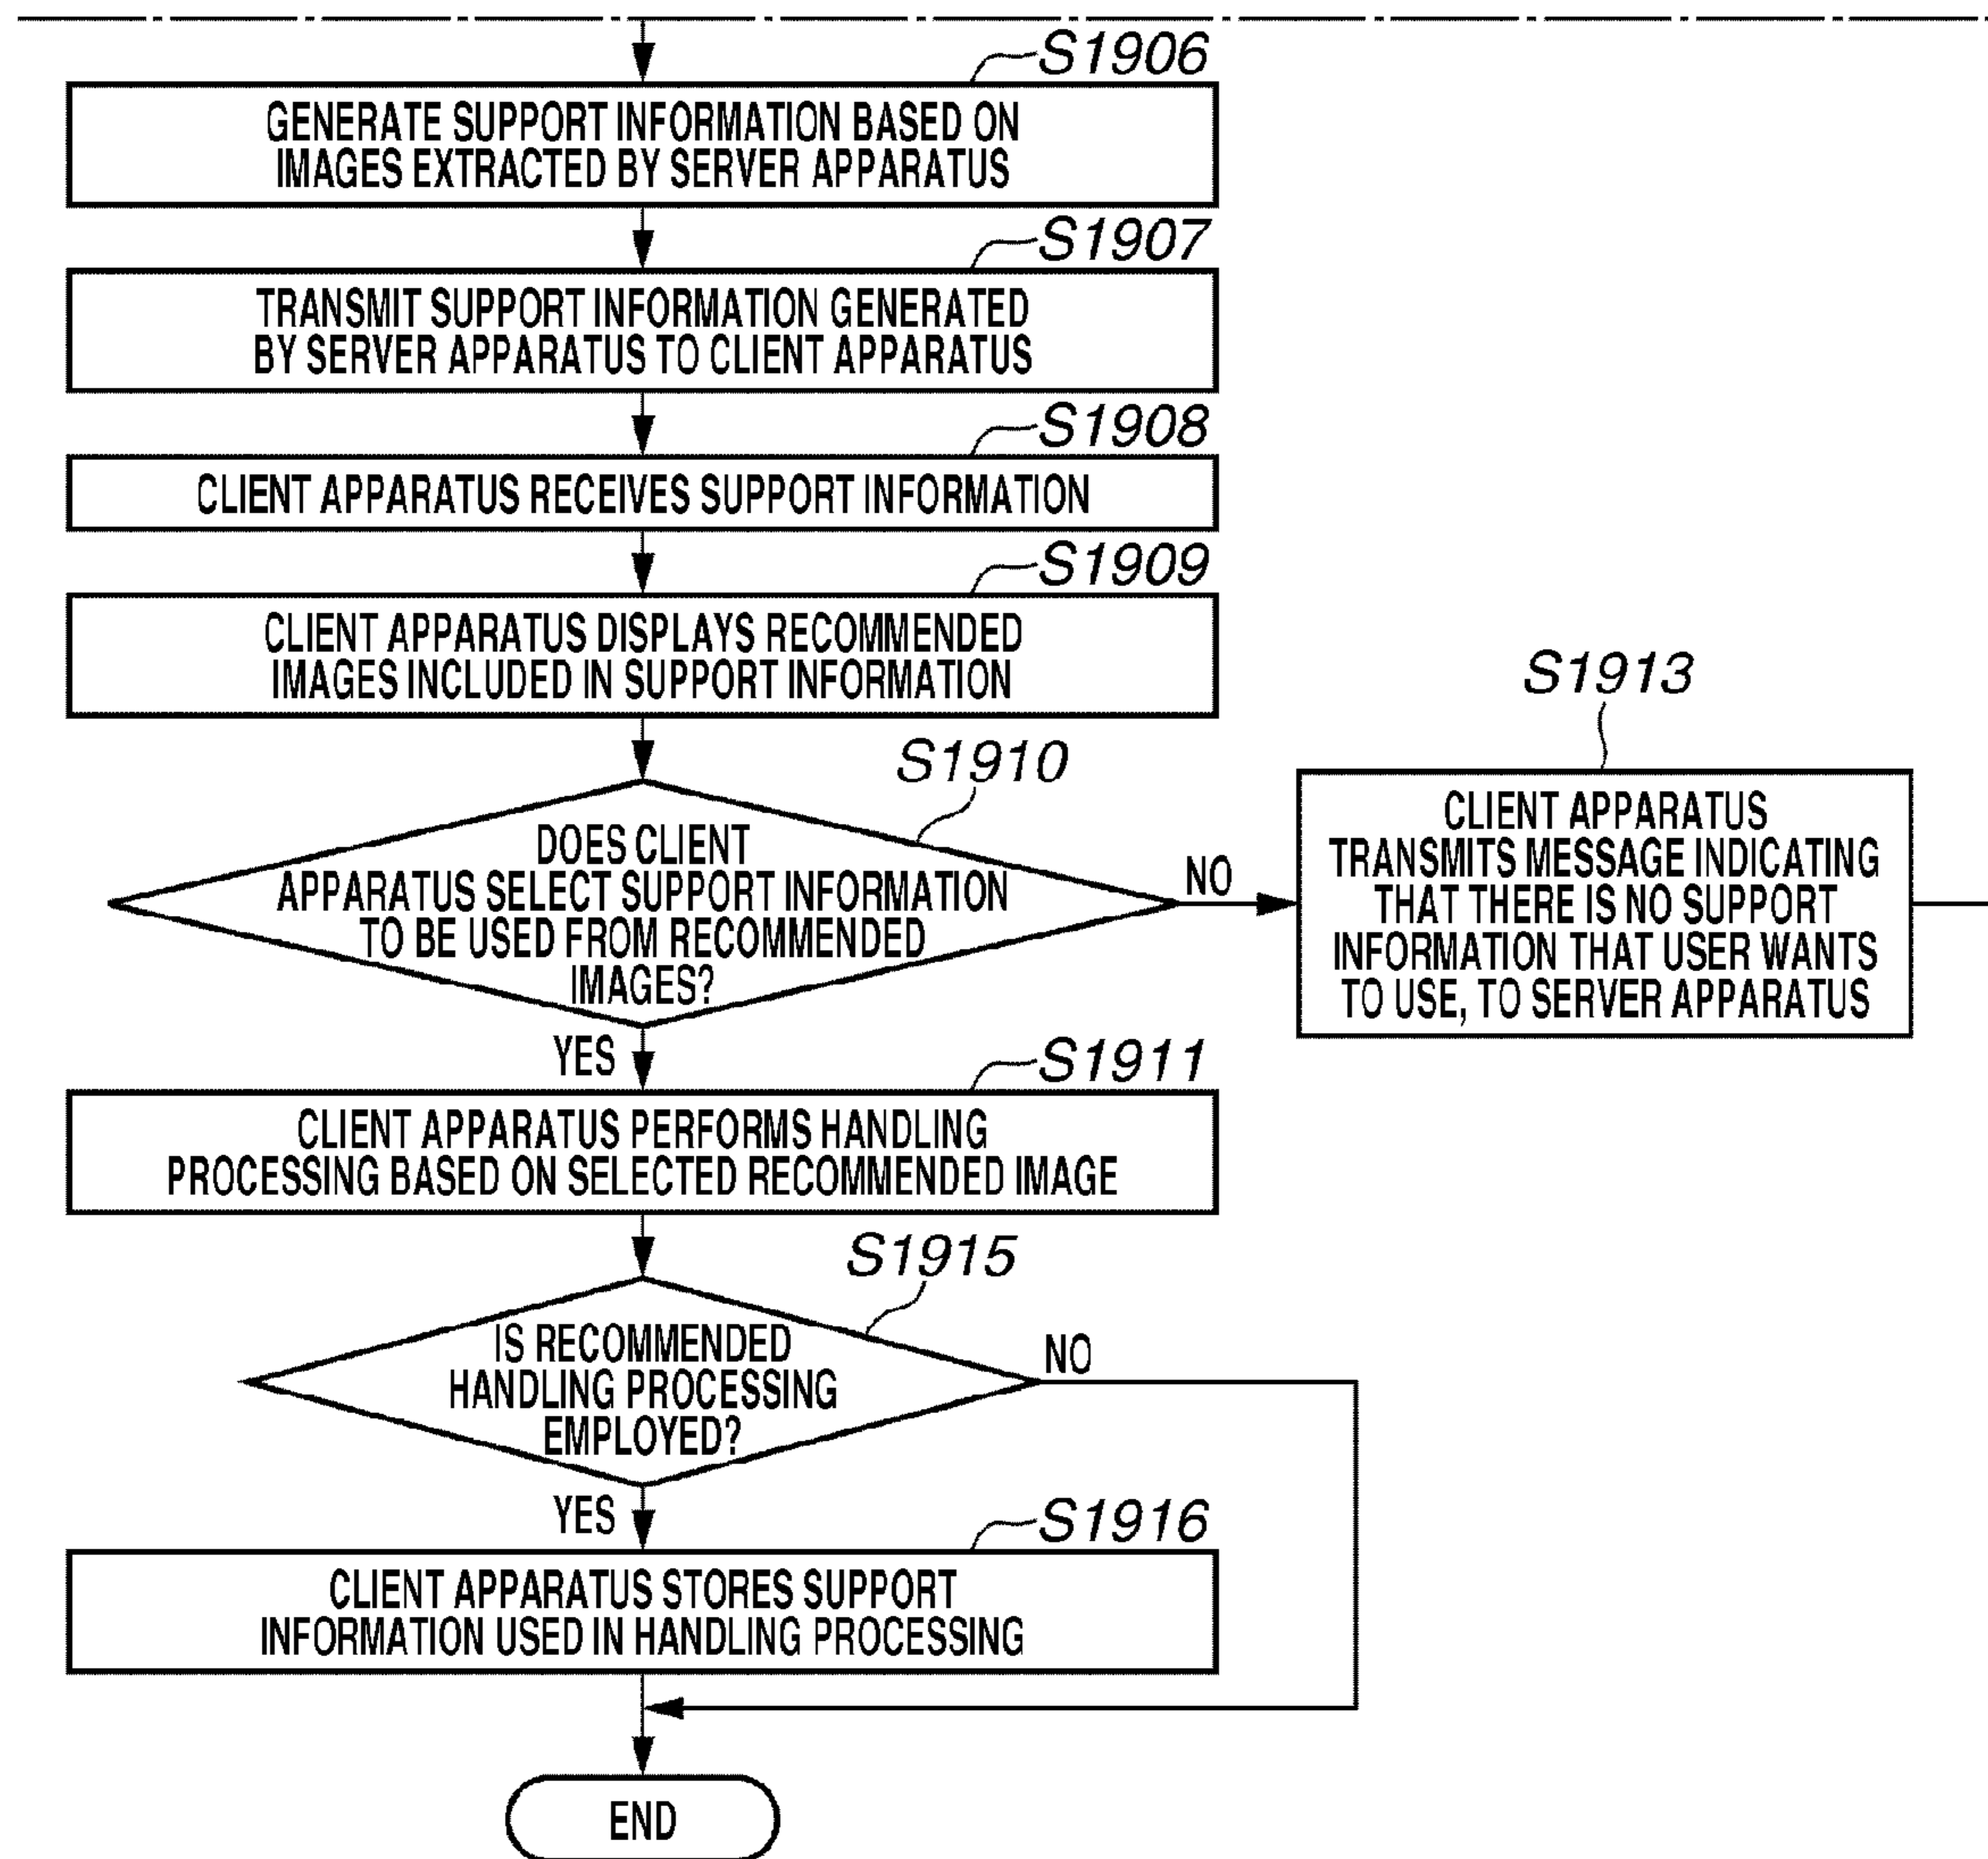 S1906
GENERATE SUPPORT INFORMATION BASED ON
IMAGES EXTRACTED BY SERVER APPARATUS
S1907
TRANSMIT SUPPORT INFORMATION GENERATED
BY SERVER APPARATUS TO CLIENT APPARATUS
S1908
CLIENT APPARATUS RECEIVES SUPPORT INFORMATION
S1909
CLIENT APPARATUS DISPLAYS RECOMMENDED
IMAGES INCLUDED IN SUPPORT INFORMATION
S1910
DOES CLIENT
APPARATUS SELECT SUPPORT INFORMATION
TO BE USED FROM RECOMMENDED
IMAGES?
NO
S1913
CLIENT APPARATUS
TRANSMITS MESSAGE INDICATING
THAT THERE IS NO SUPPORT
INFORMATION THAT USER WANTS
TO USE, TO SERVER APPARATUS
YES
S1911
CLIENT APPARATUS PERFORMS HANDLING
PROCESSING BASED ON SELECTED RECOMMENDED IMAGE
S1915
IS RECOMMENDED
HANDLING PROCESSING
EMPLOYED?
NO
YES
S1916
CLIENT APPARATUS STORES SUPPORT
INFORMATION USED IN HANDLING PROCESSING
END